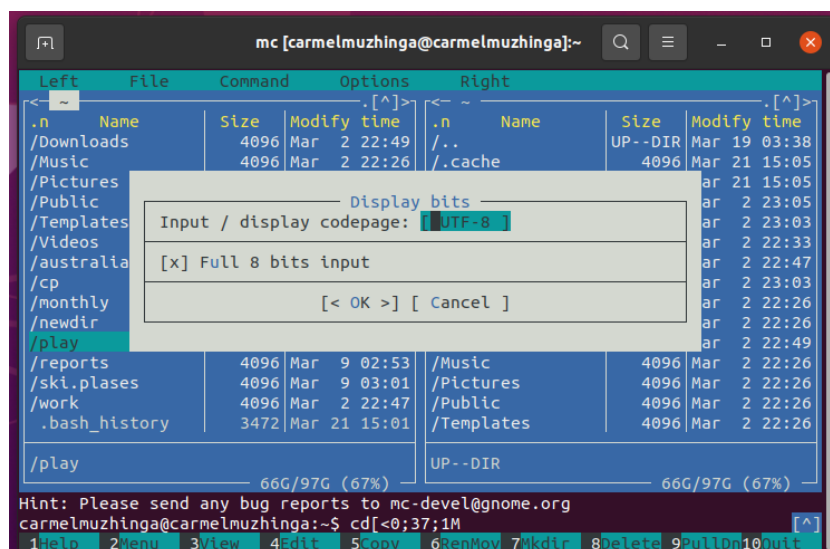 mc [carmelmuzhinga@carmelmuzhinga]:~
Left File Command Options Right
<— ~ .[^]> <— ~ .[^]>
.n Name Size Modify time .n Name Size Modify time
/Downloads 4096 Mar 2 22:49 /.. UP--DIR Mar 19 03:38
/Music 4096 Mar 2 22:26 /.cache 4096 Mar 21 15:05
/Pictures ar 21 15:05
/Public Display bits ar 2 23:05
/Templates Input / display codepage: [ UTF-8 ] ar 2 23:03
/Videos ar 2 22:33
/australia [x] Full 8 bits input ar 2 22:47
/cp ar 2 23:03
/monthly [< OK >] [ Cancel ] ar 2 22:26
/newdir ar 2 22:26
/play ar 2 22:49
/reports 4096 Mar 9 02:53 /Music 4096 Mar 2 22:26
/ski.plases 4096 Mar 9 03:01 /Pictures 4096 Mar 2 22:26
/work 4096 Mar 2 22:47 /Public 4096 Mar 2 22:26
.bash_history 3472 Mar 21 15:01 /Templates 4096 Mar 2 22:26
/play UP--DIR
66G/97G (67%) 66G/97G (67%)
Hint: Please send any bug reports to mc-devel@gnome.org
carmelmuzhinga@carmelmuzhinga:~$ cd[<0;37;1M [^]
1Help 2Menu 3View 4Edit 5Copy 6RenMov 7Mkdir 8Delete 9PullDn 10Quit